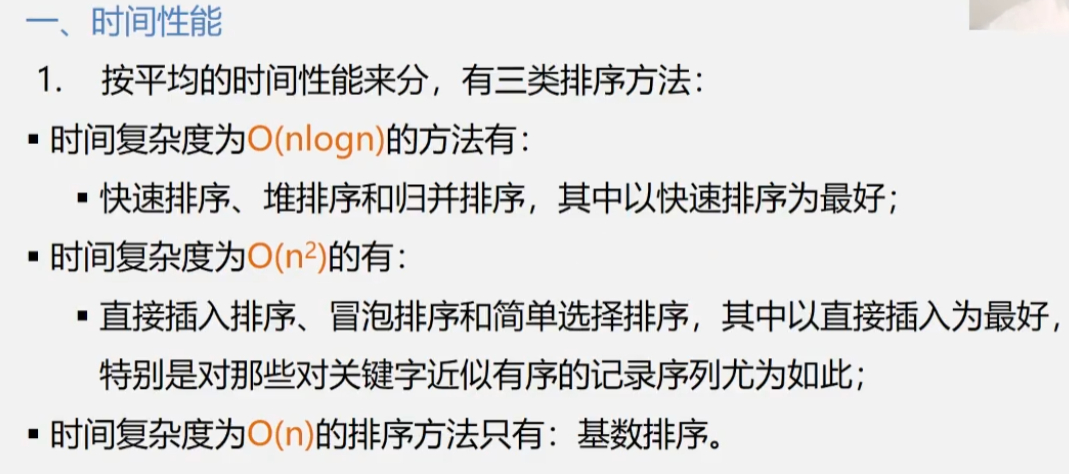 一、时间性能
1. 按平均的时间性能来分，有三类排序方法：
▪ 时间复杂度为O(nlogn)的方法有：
▪ 快速排序、堆排序和归并排序，其中以快速排序为最好；
▪ 时间复杂度为O(n²)的有：
▪ 直接插入排序、冒泡排序和简单选择排序，其中以直接插入为最好，
特别是对那些对关键字近似有序的记录序列尤为如此；
▪ 时间复杂度为O(n)的排序方法只有：基数排序。